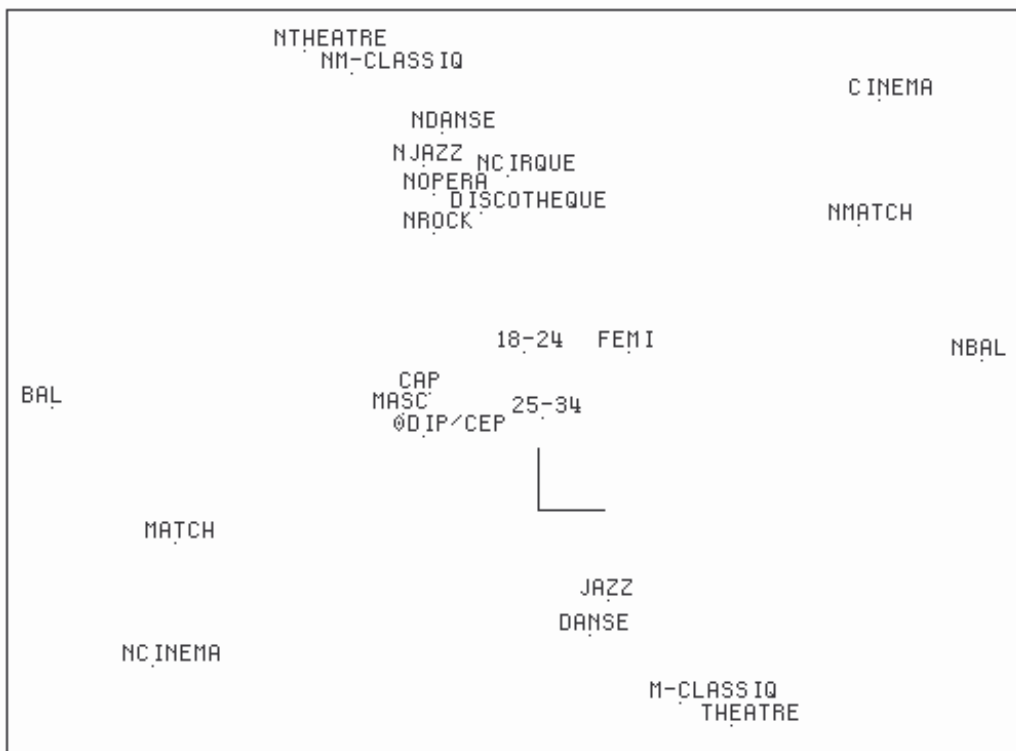 NTHEATRE
NM-CLASSIQ
CINEMA
NDANSE
NJAZZ
NCIRQUE
NOPERA
DISCOTHEQUE
NROCK
NMATCH
18-24
FEMI
NBAL
CAP
BAL
MASC
25-34
0DIP/CEP
MATCH
JAZZ
DANSE
NCINEMA
M-CLASSIQ
THEATRE